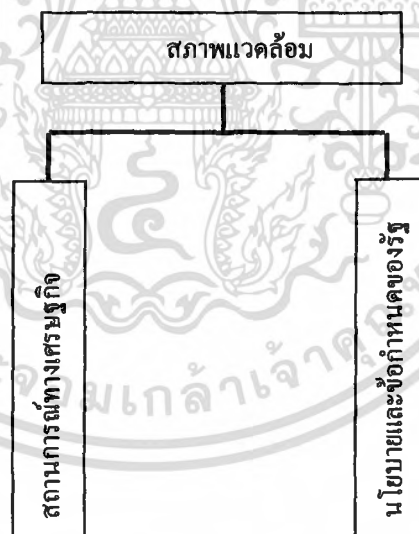 สภาพแวดล้อม
สถานการณ์ทางเศรษฐกิจ
นโยบายและข้อกำหนดของรัฐ